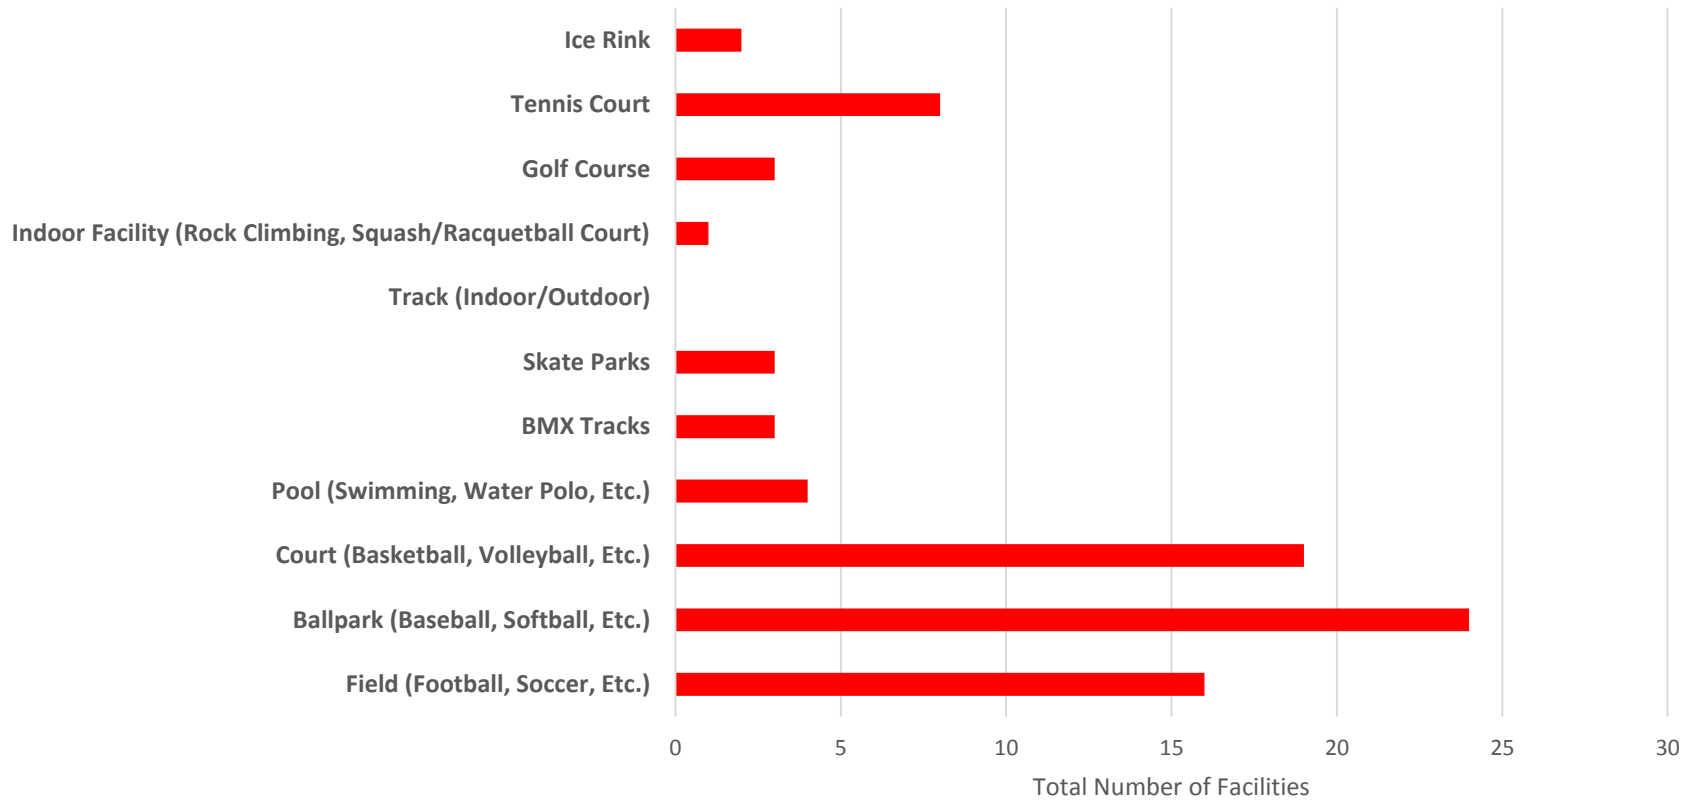 Ice Rink
Tennis Court
Golf Course
Indoor Facility (Rock Climbing, Squash/Racquetball Court)
Track (Indoor/Outdoor)
Skate Parks
BMX Tracks
Pool (Swimming, Water Polo, Etc.)
Court (Basketball, Volleyball, Etc.)
Ballpark (Baseball, Softball, Etc.)
Field (Football, Soccer, Etc.)
0 5 10 15 20 25 30
Total Number of Facilities